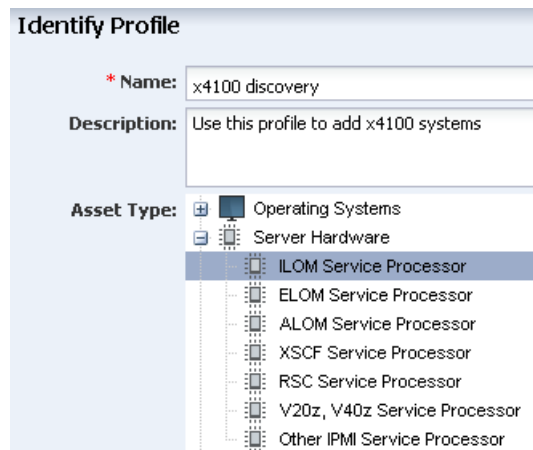 Identify Profile
* Name: x4100 discovery
Description: Use this profile to add x4100 systems
Asset Type: Operating Systems
Server Hardware
ILOM Service Processor
ELOM Service Processor
ALOM Service Processor
XSCF Service Processor
RSC Service Processor
V20z, V40z Service Processor
Other IPMI Service Processor